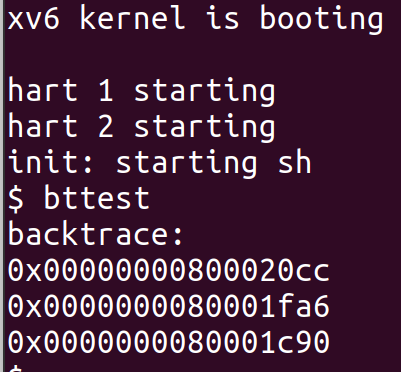 xv6 kernel is booting
hart 1 starting
hart 2 starting
init: starting sh
$ bttest
backtrace:
0x00000000800020cc
0x0000000080001fa6
0x0000000080001c90
$